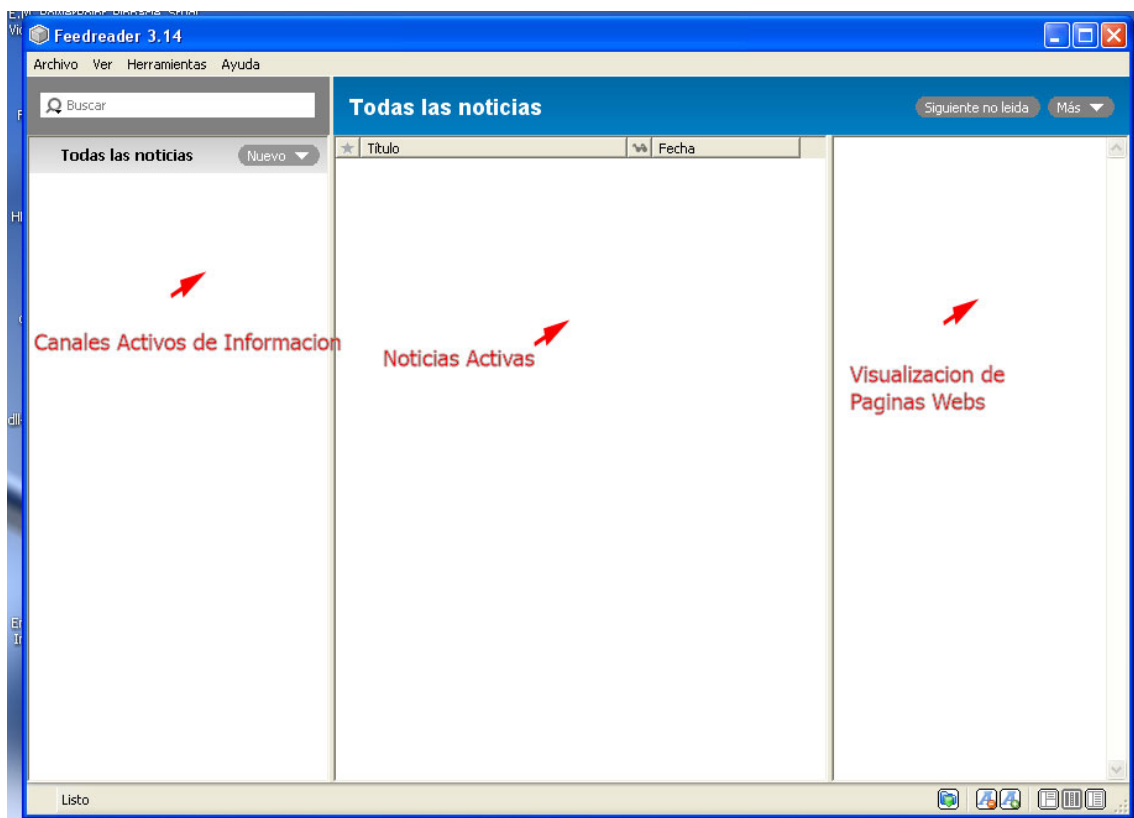 Feedreader 3.14
Archivo Ver Herramientas Ayuda
Buscar
Todas las noticias
Siguiente no leida
Más
Todas las noticias
Nuevo
Título
Fecha
Canales Activos de Informacion
Noticias Activas
Visualizacion de
Paginas Webs
Listo